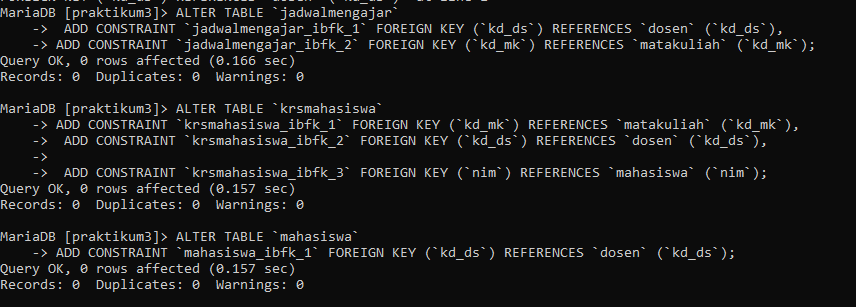 MariaDB [praktikum3]> ALTER TABLE `jadwalmengajar`
    ->  ADD CONSTRAINT `jadwalmengajar_ibfk_1` FOREIGN KEY (`kd_ds`) REFERENCES `dosen` (`kd_ds`),
    ->  ADD CONSTRAINT `jadwalmengajar_ibfk_2` FOREIGN KEY (`kd_mk`) REFERENCES `matakuliah` (`kd_mk`);
Query OK, 0 rows affected (0.166 sec)
Records: 0  Duplicates: 0  Warnings: 0
MariaDB [praktikum3]> ALTER TABLE `krsmahasiswa`
    -> ADD CONSTRAINT `krsmahasiswa_ibfk_1` FOREIGN KEY (`kd_mk`) REFERENCES `matakuliah` (`kd_mk`),
    ->  ADD CONSTRAINT `krsmahasiswa_ibfk_2` FOREIGN KEY (`kd_ds`) REFERENCES `dosen` (`kd_ds`),
    ->
    ->  ADD CONSTRAINT `krsmahasiswa_ibfk_3` FOREIGN KEY (`nim`) REFERENCES `mahasiswa` (`nim`);
Query OK, 0 rows affected (0.157 sec)
Records: 0  Duplicates: 0  Warnings: 0
MariaDB [praktikum3]> ALTER TABLE `mahasiswa`
    -> ADD CONSTRAINT `mahasiswa_ibfk_1` FOREIGN KEY (`kd_ds`) REFERENCES `dosen` (`kd_ds`);
Query OK, 0 rows affected (0.157 sec)
Records: 0  Duplicates: 0  Warnings: 0